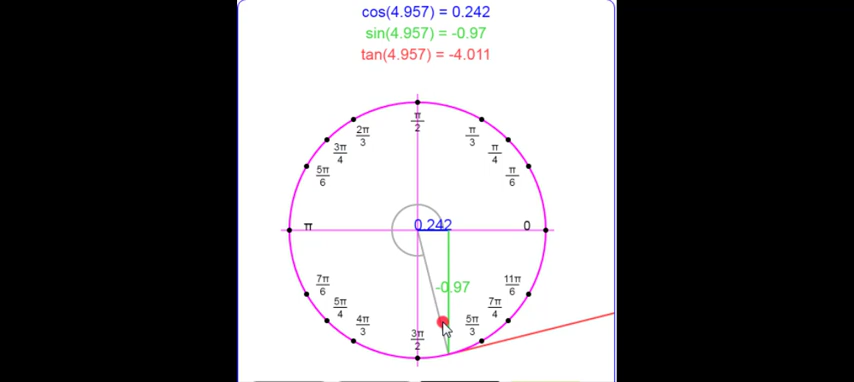 cos(4.957) = 0.242
sin(4.957) = -0.97
tan(4.957) = -4.011
π/2
2π/3
π/3
3π/4
π/4
5π/6
π/6
π
0.242
0
7π/6
-0.97
11π/6
5π/4
7π/4
4π/3
3π/2
5π/3